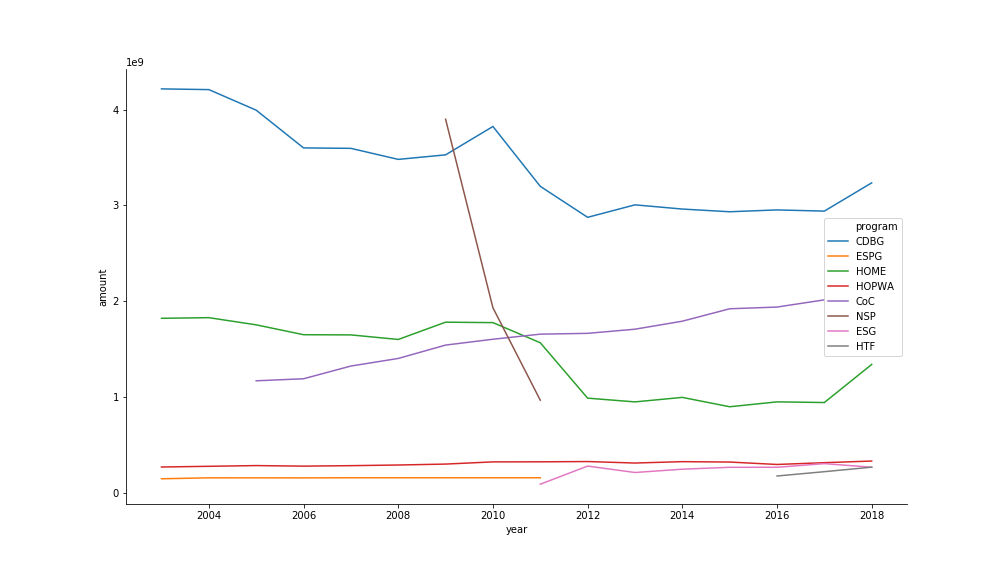 1e9
4
3
2
1
0
amount
program
CDBG
ESPG
HOME
HOPWA
CoC
NSP
ESG
HTF
2004 2006 2008 2010 2012 2014 2016 2018
year